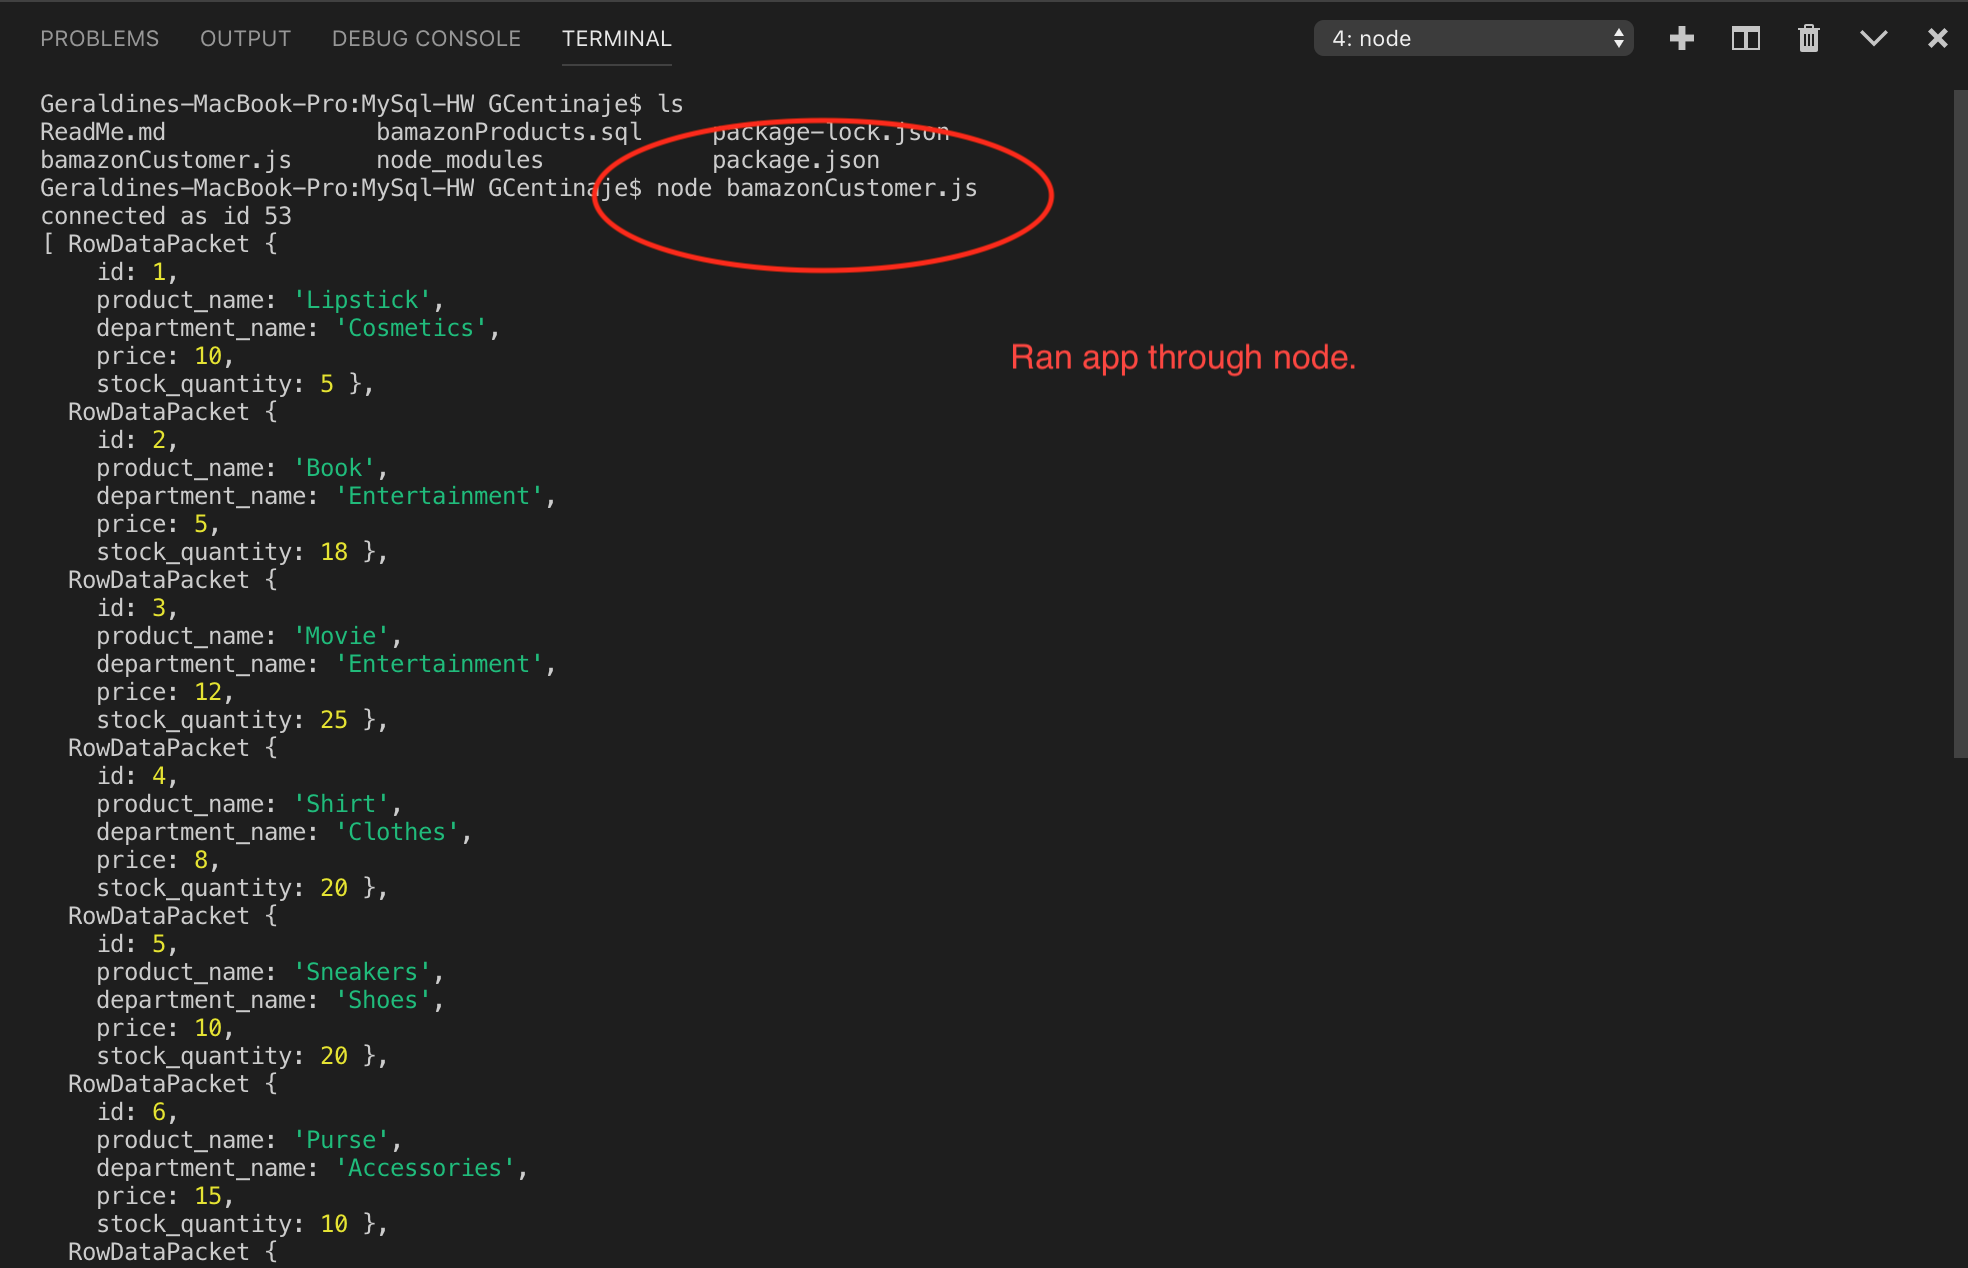 PROBLEMS OUTPUT DEBUG CONSOLE TERMINAL 4: node
Geraldines-MacBook-Pro:MySql-HW GCentinaje$ ls
ReadMe.md bamazonProducts.sql package-lock.json
bamazonCustomer.js node_modules package.json
Geraldines-MacBook-Pro:MySql-HW GCentinaje$ node bamazonCustomer.js
connected as id 53
[ RowDataPacket {
id: 1,
product_name: 'Lipstick',
department_name: 'Cosmetics',
price: 10,
stock_quantity: 5 },
RowDataPacket {
id: 2,
product_name: 'Book',
department_name: 'Entertainment',
price: 5,
stock_quantity: 18 },
RowDataPacket {
id: 3,
product_name: 'Movie',
department_name: 'Entertainment',
price: 12,
stock_quantity: 25 },
RowDataPacket {
id: 4,
product_name: 'Shirt',
department_name: 'Clothes',
price: 8,
stock_quantity: 20 },
RowDataPacket {
id: 5,
product_name: 'Sneakers',
department_name: 'Shoes',
price: 10,
stock_quantity: 20 },
RowDataPacket {
id: 6,
product_name: 'Purse',
department_name: 'Accessories',
price: 15,
stock_quantity: 10 },
RowDataPacket {
Ran app through node.